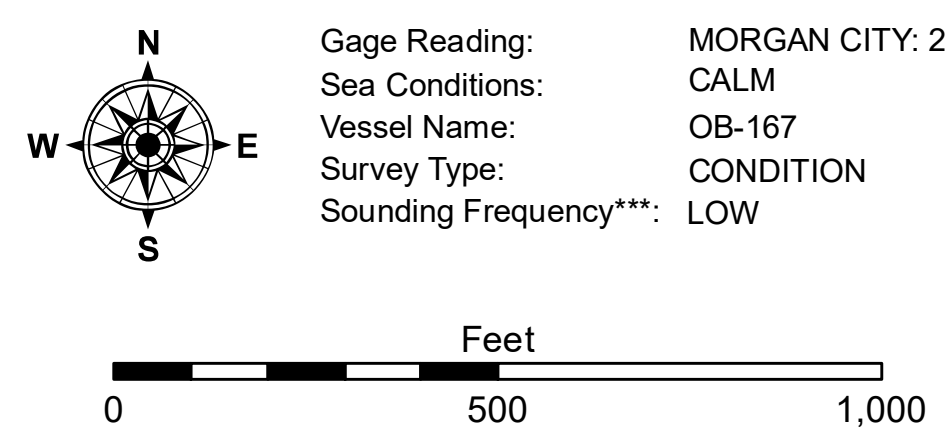 N
W E
S
Gage Reading: MORGAN CITY: 2
Sea Conditions: CALM
Vessel Name: OB-167
Survey Type: CONDITION
Sounding Frequency***: LOW
Feet
0 500 1,000